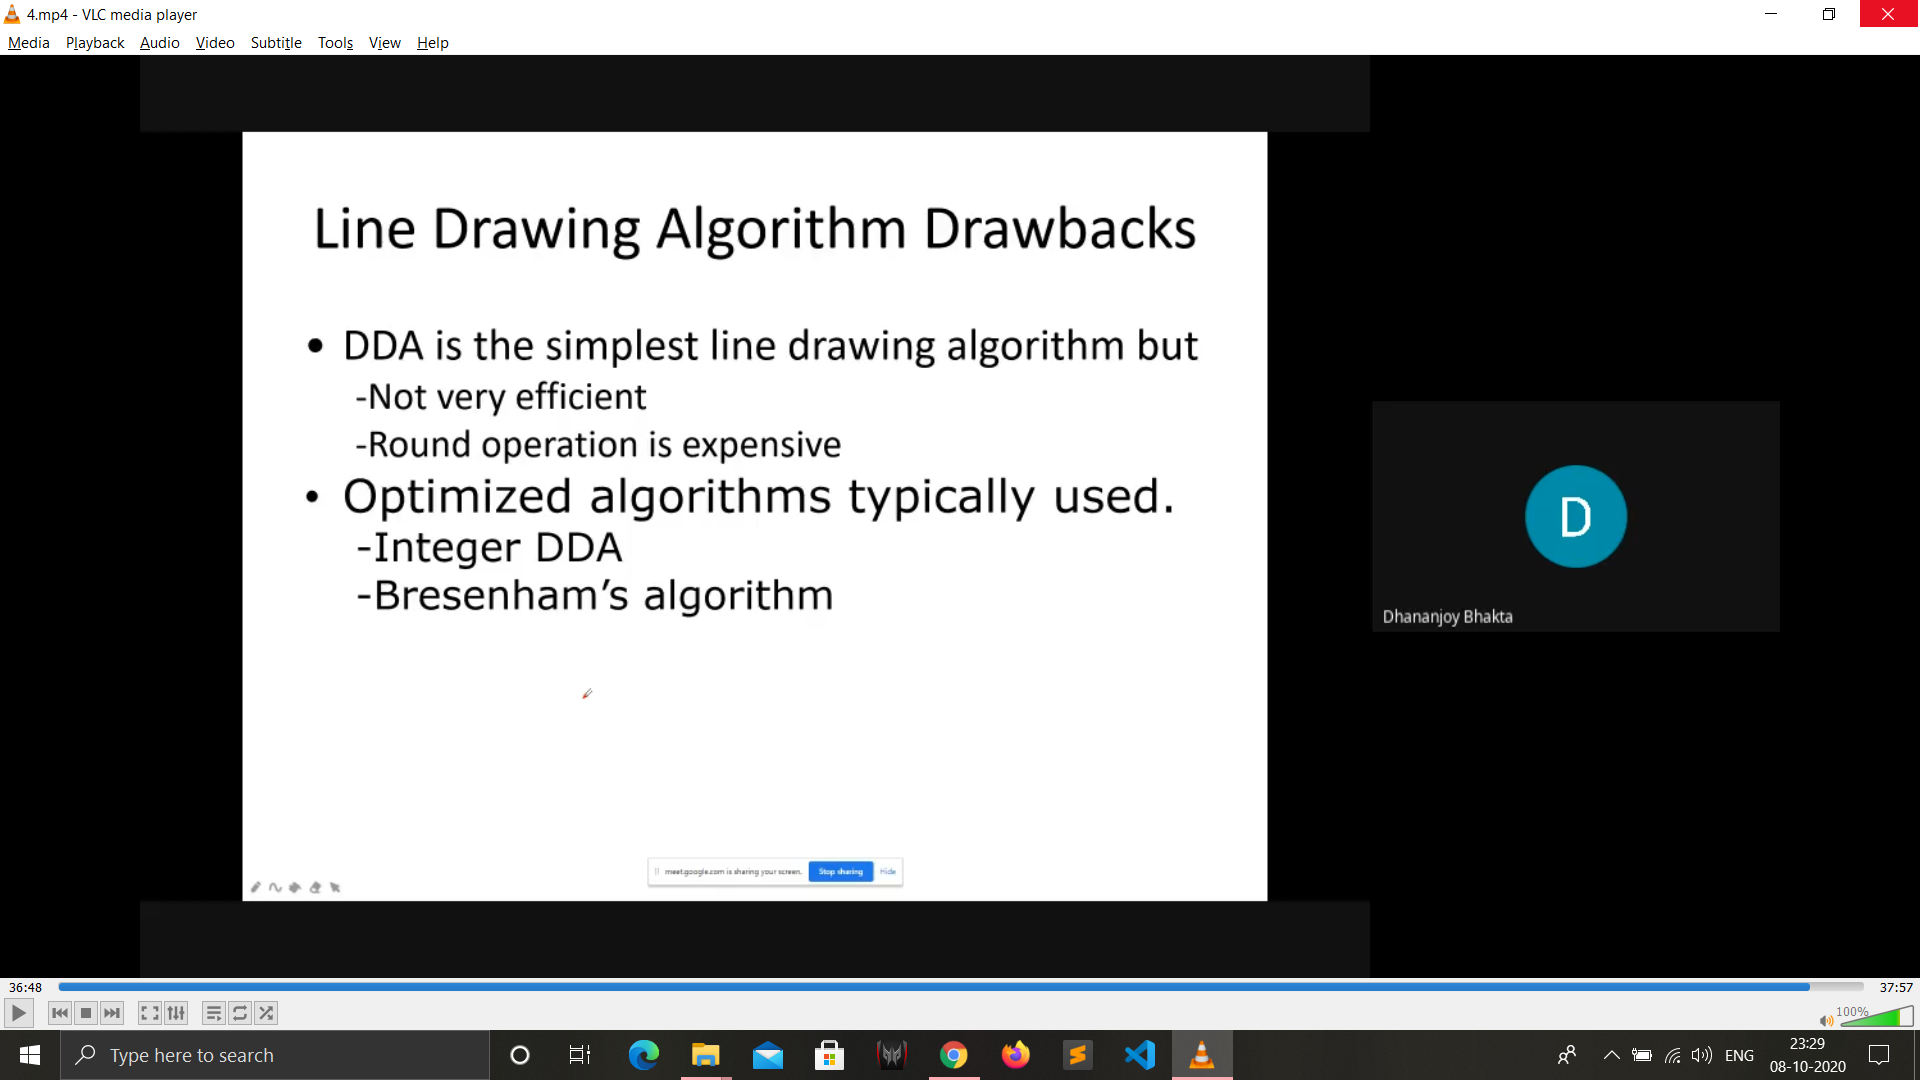 4.mp4 - VLC media player
Media Playback Audio Video Subtitle Tools View Help
Line Drawing Algorithm Drawbacks
• DDA is the simplest line drawing algorithm but
-Not very efficient
-Round operation is expensive
• Optimized algorithms typically used.
-Integer DDA
-Bresenham’s algorithm
D
Dhananjoy Bhakta
meet.google.com is sharing your screen. Stop sharing Hide
36:48 37:57
100%
Type here to search
ENG
23:29
08-10-2020